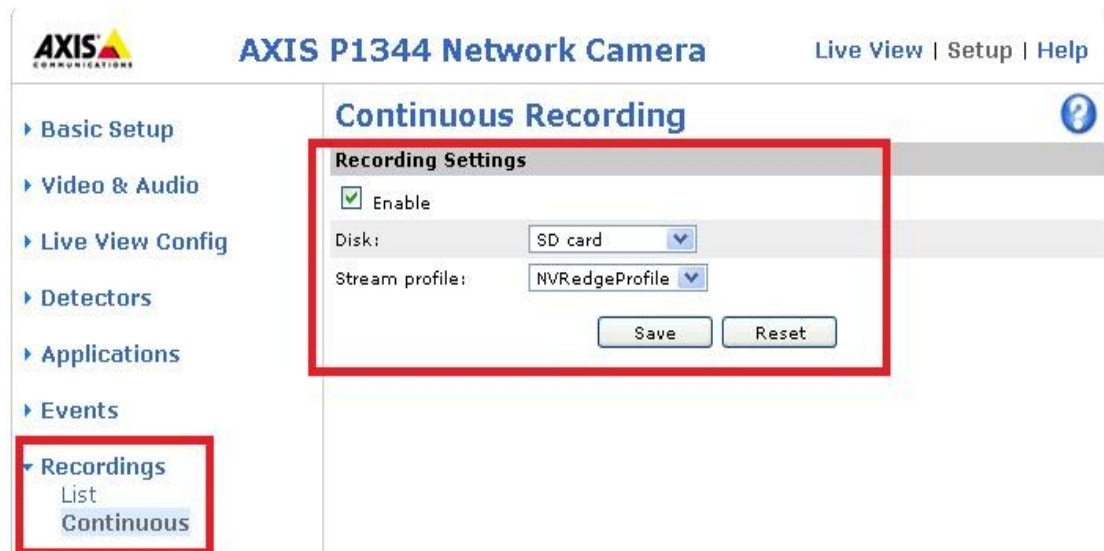 AXIS
COMMUNICATIONS
AXIS P1344 Network Camera
Live View | Setup | Help
Basic Setup
Video & Audio
Live View Config
Detectors
Applications
Events
Recordings
List
Continuous
Continuous Recording
?
Recording Settings
Enable
Disk: SD card
Stream profile: NVRedgeProfile
Save Reset